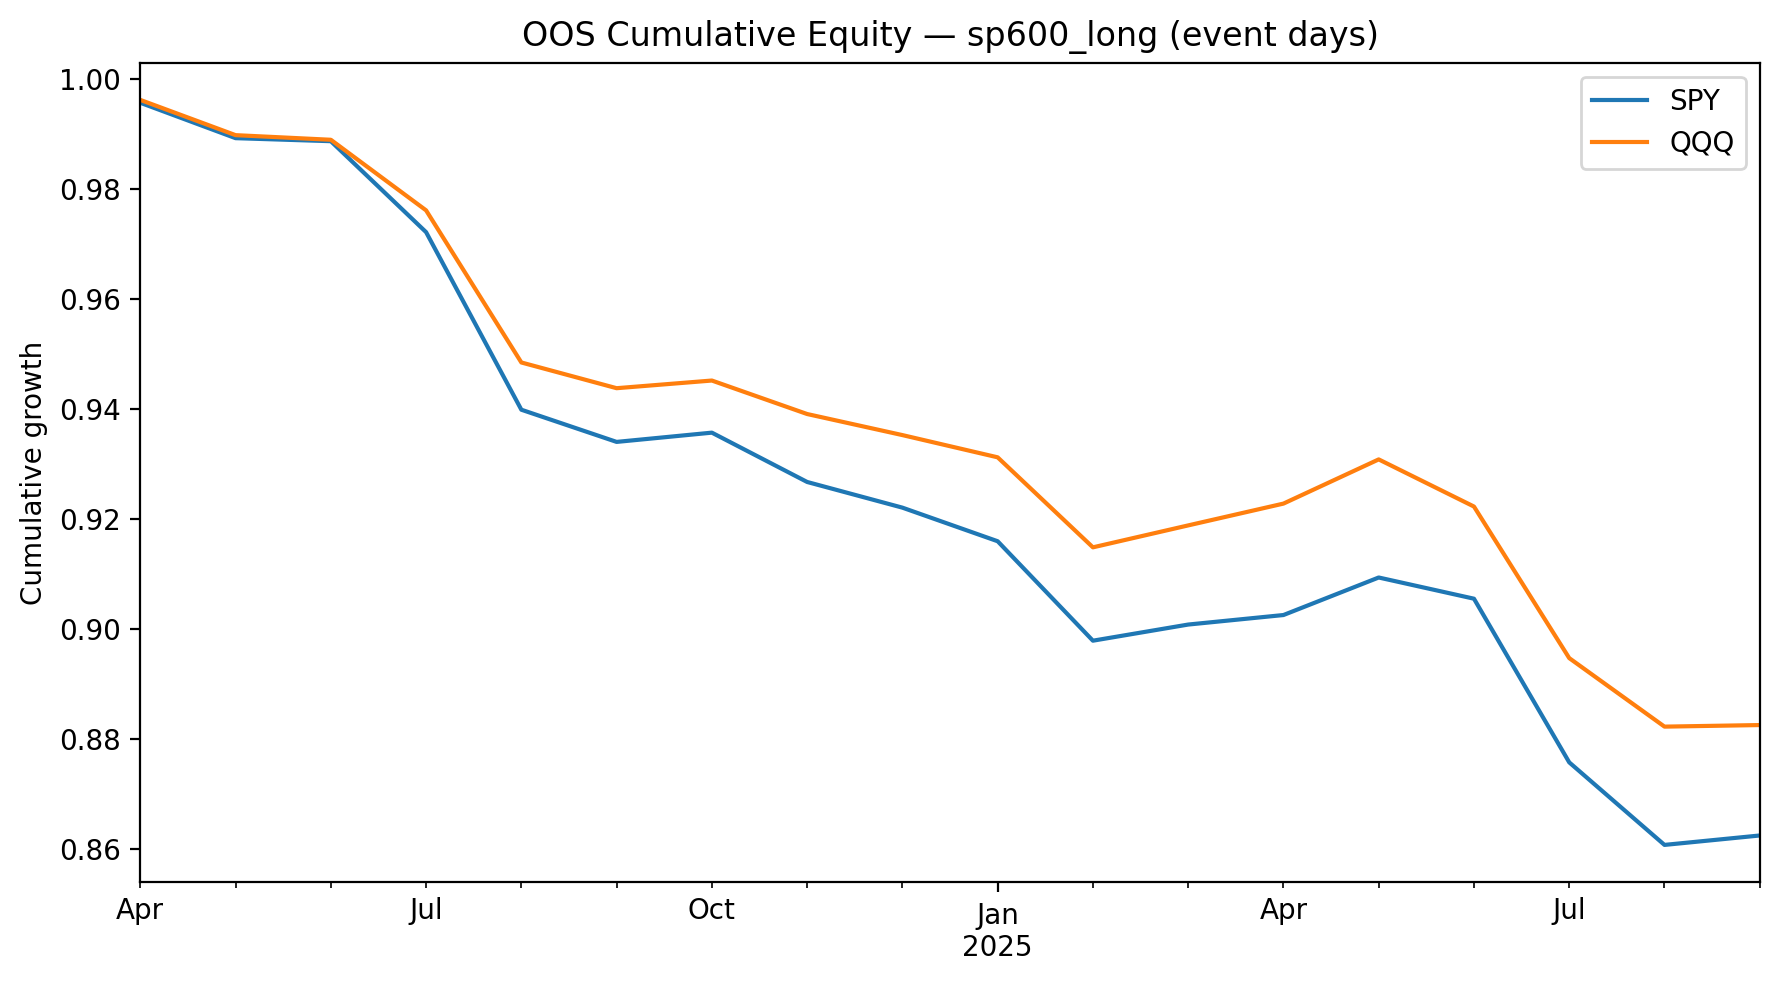 OOS Cumulative Equity — sp600_long (event days)
SPY
QQQ
Cumulative growth
1.00
0.98
0.96
0.94
0.92
0.90
0.88
0.86
Apr
Jul
Oct
Jan
2025
Apr
Jul